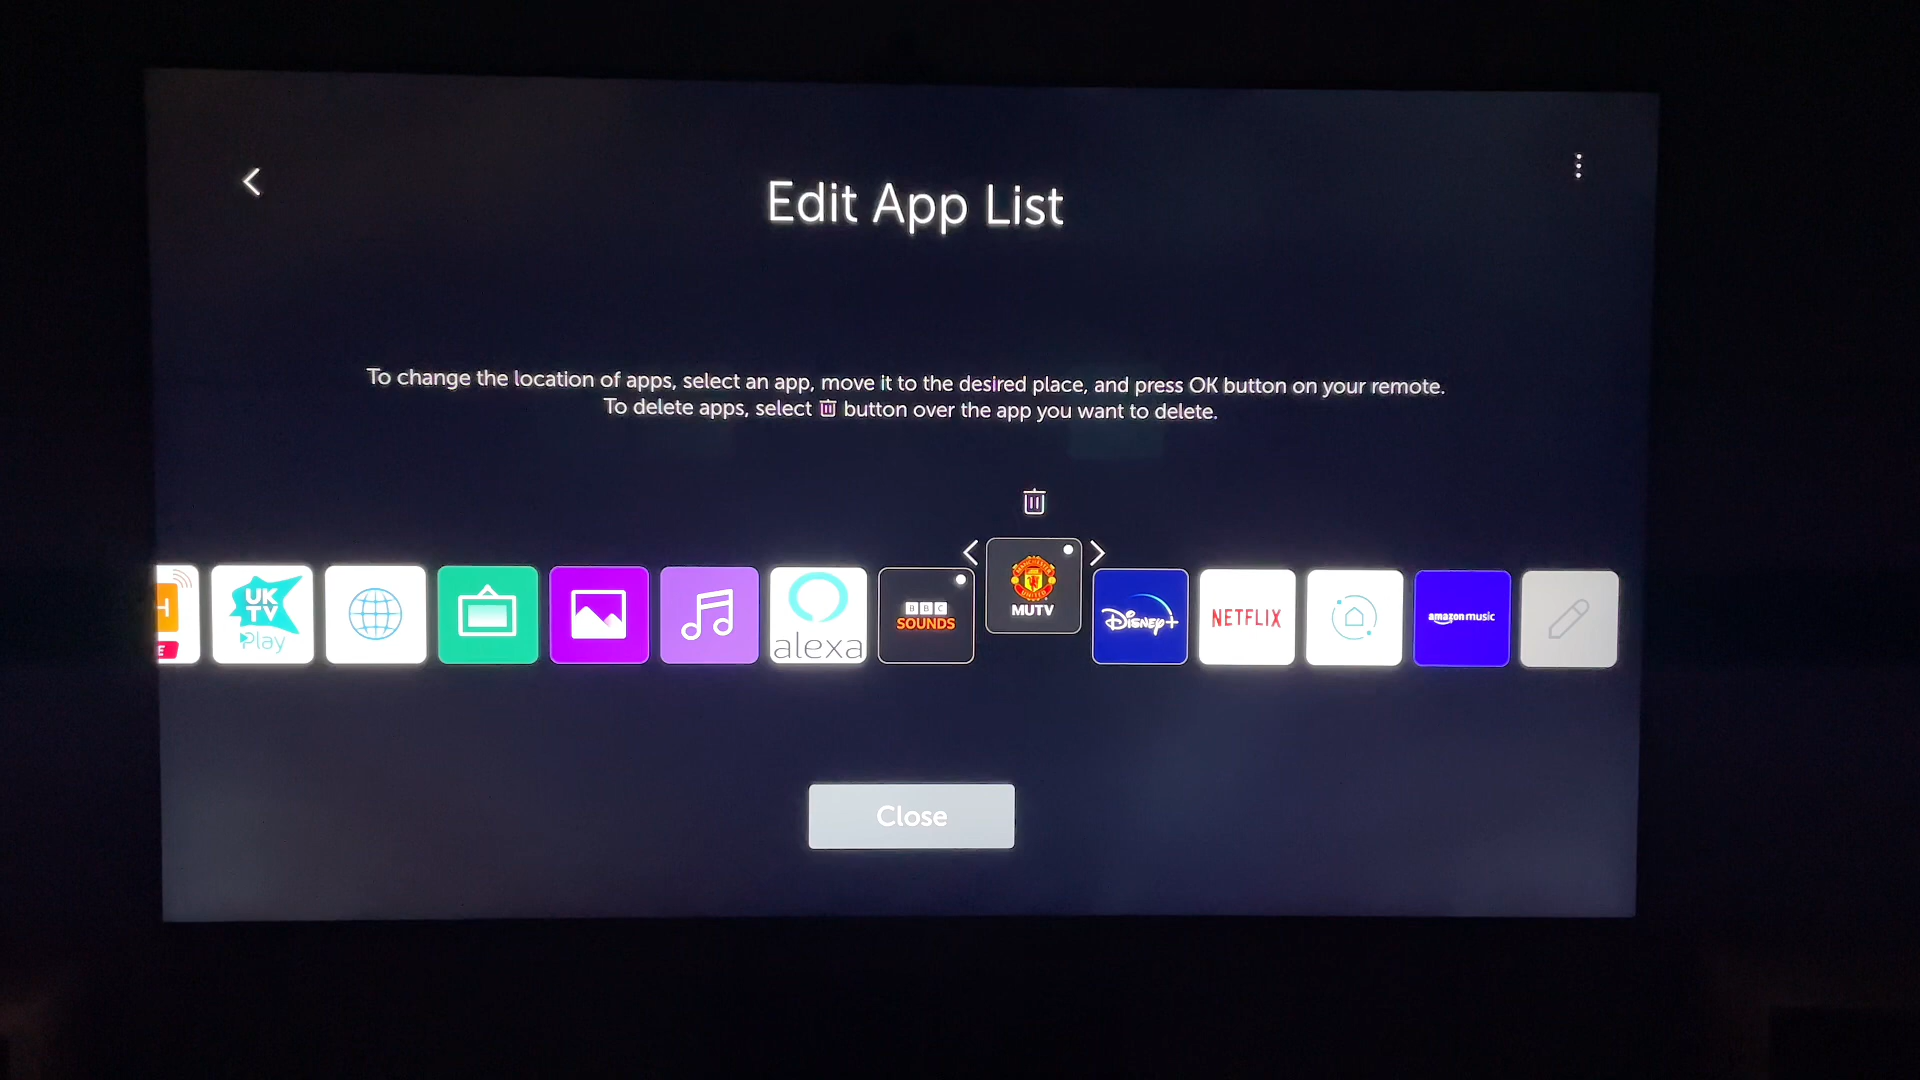 Edit App List
To change the location of apps, select an app, move it to the desired place, and press OK button on your remote.
To delete apps, select button over the app you want to delete.
H
E
UK
TV
Play
alexa
BBC
SOUNDS
MANCHESTER
UNITED
MUTV
Disney+
NETFLIX
amazon music
Close